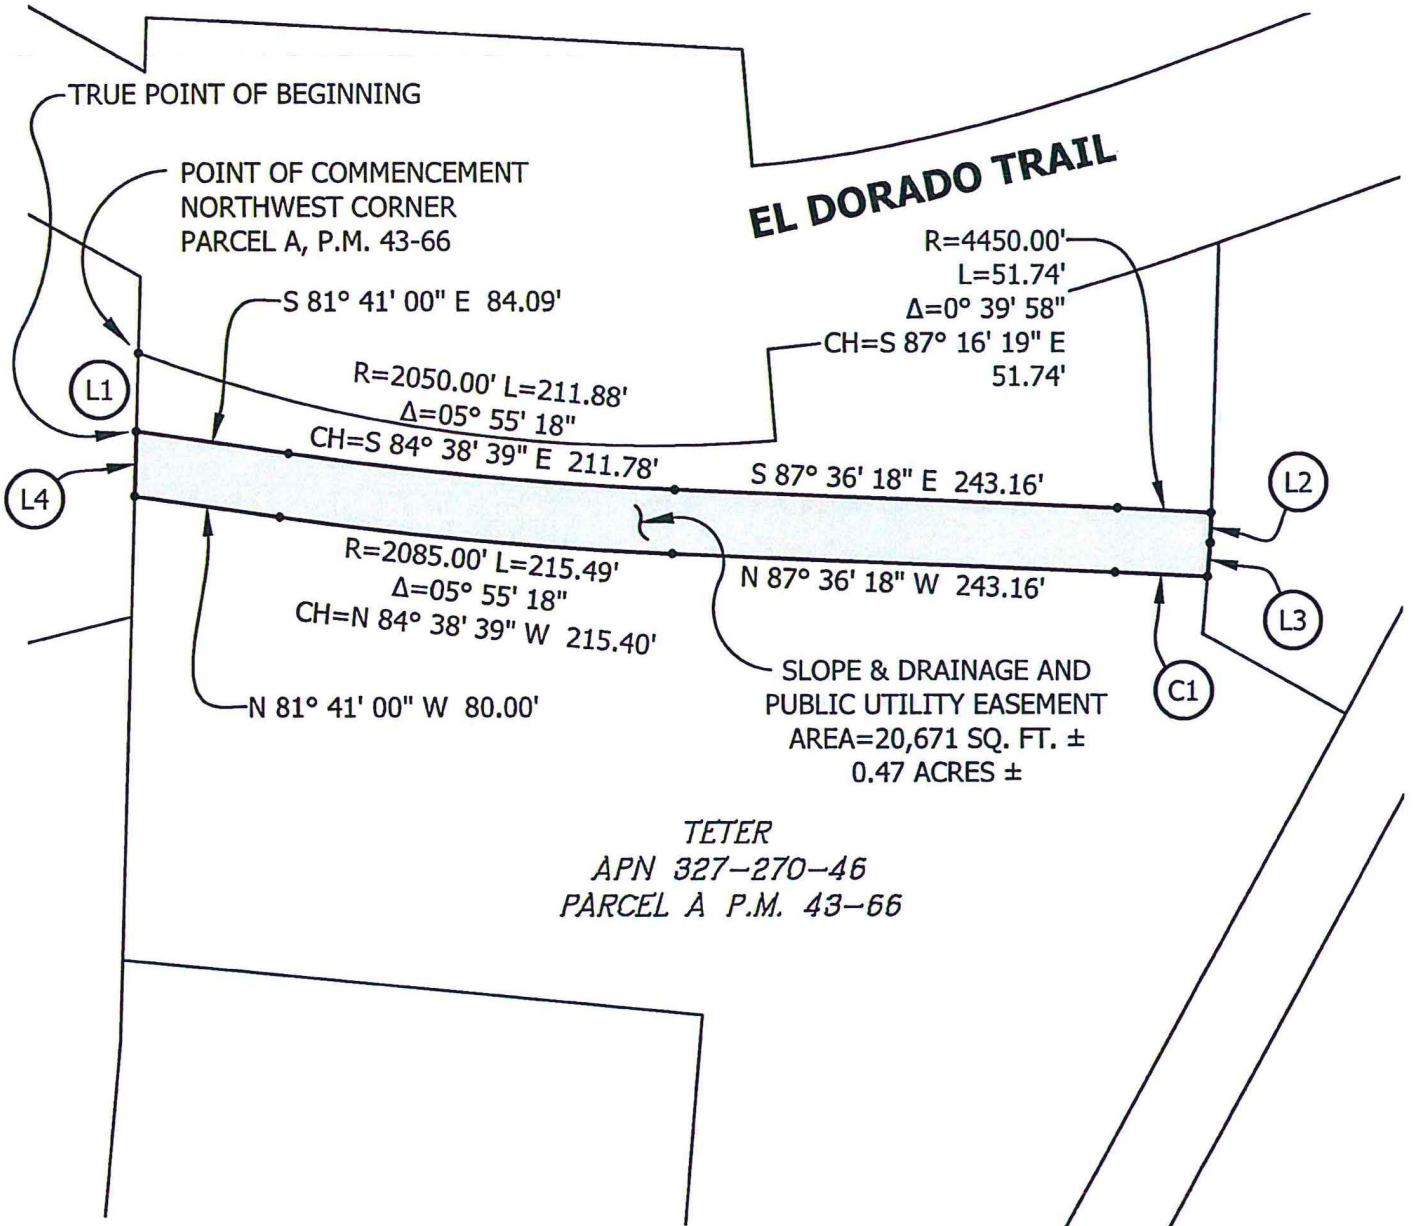 TRUE POINT OF BEGINNING
POINT OF COMMENCEMENT
NORTHWEST CORNER
PARCEL A, P.M. 43-66
EL DORADO TRAIL
R=4450.00'
L=51.74'
Δ=0° 39' 58"
CH=S 87° 16' 19" E
51.74'
S 81° 41' 00" E 84.09'
L1
R=2050.00' L=211.88'
Δ=05° 55' 18"
CH=S 84° 38' 39" E 211.78'
S 87° 36' 18" E 243.16'
L2
L4
R=2085.00' L=215.49'
Δ=05° 55' 18"
CH=N 84° 38' 39" W 215.40'
N 87° 36' 18" W 243.16'
L3
C1
N 81° 41' 00" W 80.00'
SLOPE & DRAINAGE AND
PUBLIC UTILITY EASEMENT
AREA=20,671 SQ. FT. ±
0.47 ACRES ±
TETER
APN 327-270-46
PARCEL A P.M. 43-66